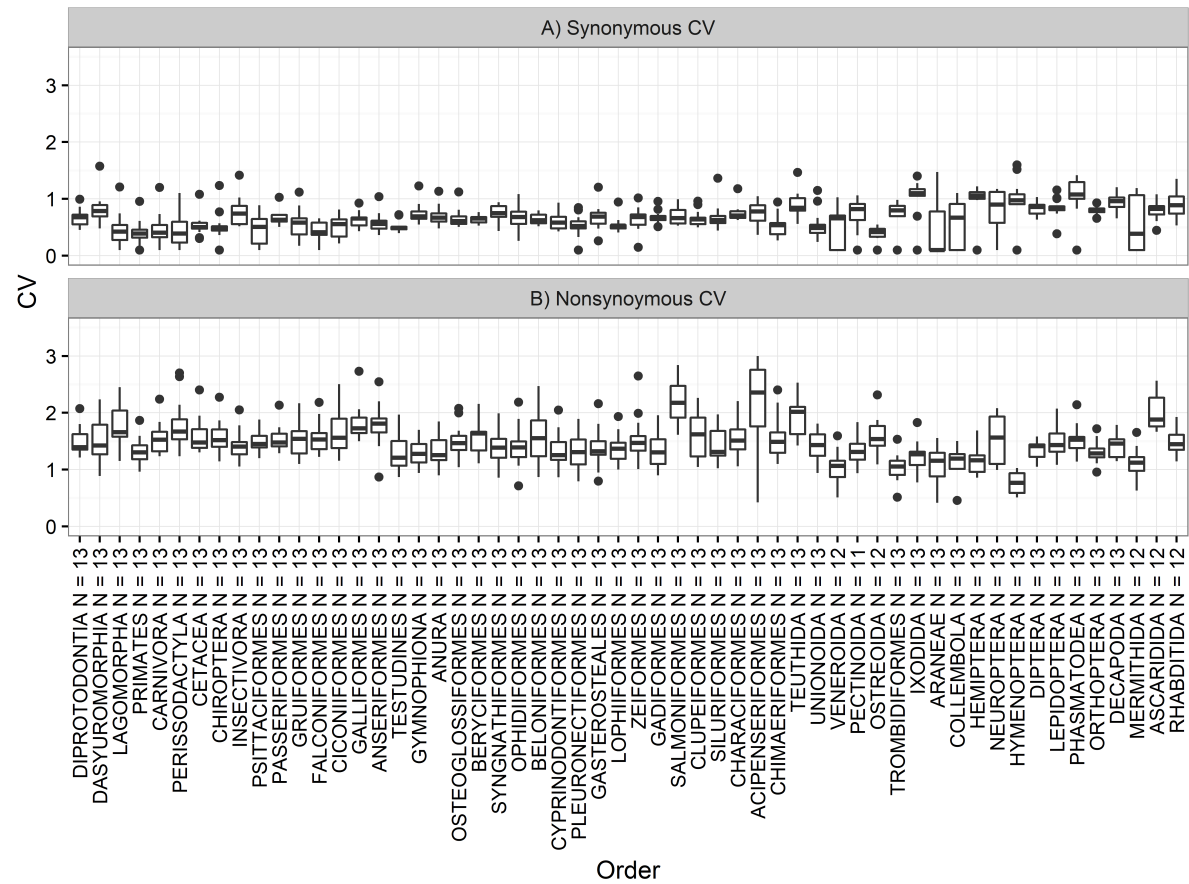 A) Synonymous CV
3
2
1
0
B) Nonsynoymous CV
3
2
1
0
CV
DIPROTODONTIA N = 13
DASYUROMORPHIA N = 13
LAGOMORPHA N = 13
PRIMATES N = 13
CARNIVORA N = 13
PERISSODACTYLA N = 13
CETACEA N = 13
CHIROPTERA N = 13
INSECTIVORA N = 13
PSITTACIFORMES N = 13
PASSERIFORMES N = 13
GRUIFORMES N = 13
FALCONIFORMES N = 13
CICONIIFORMES N = 13
GALLIFORMES N = 13
ANSERIFORMES N = 13
TESTUDINES N = 13
GYMNOPHIONA N = 13
ANURA N = 13
OSTEOGLOSSIFORMES N = 13
BERYCIFORMES N = 13
SYNGNATHIFORMES N = 13
OPHIDIIFORMES N = 13
BELONIFORMES N = 13
CYPRINODONTIFORMES N = 13
PLEURONECTIFORMES N = 13
GASTEROSTEALES N = 13
LOPHIIFORMES N = 13
ZEIFORMES N = 13
GADIFORMES N = 13
SALMONIFORMES N = 13
CLUPEIFORMES N = 13
SILURIFORMES N = 13
CHARACIFORMES N = 13
ACIPENSERIFORMES N = 13
CHIMAERIFORMES N = 13
TEUTHIDA N = 13
UNIONOIDA N = 13
VENEROIDA N = 12
PECTINOIDA N = 11
OSTREOIDA N = 12
TROMBIDIFORMES N = 13
IXODIDA N = 13
ARANEAE N = 13
COLLEMBOLA N = 13
HEMIPTERA N = 13
NEUROPTERA N = 13
HYMENOPTERA N = 13
DIPTERA N = 13
LEPIDOPTERA N = 13
PHASMATODEA N = 13
ORTHOPTERA N = 13
DECAPODA N = 13
MERMITHIDA N = 12
ASCARIDIDA N = 12
RHABDITIDA N = 12
Order